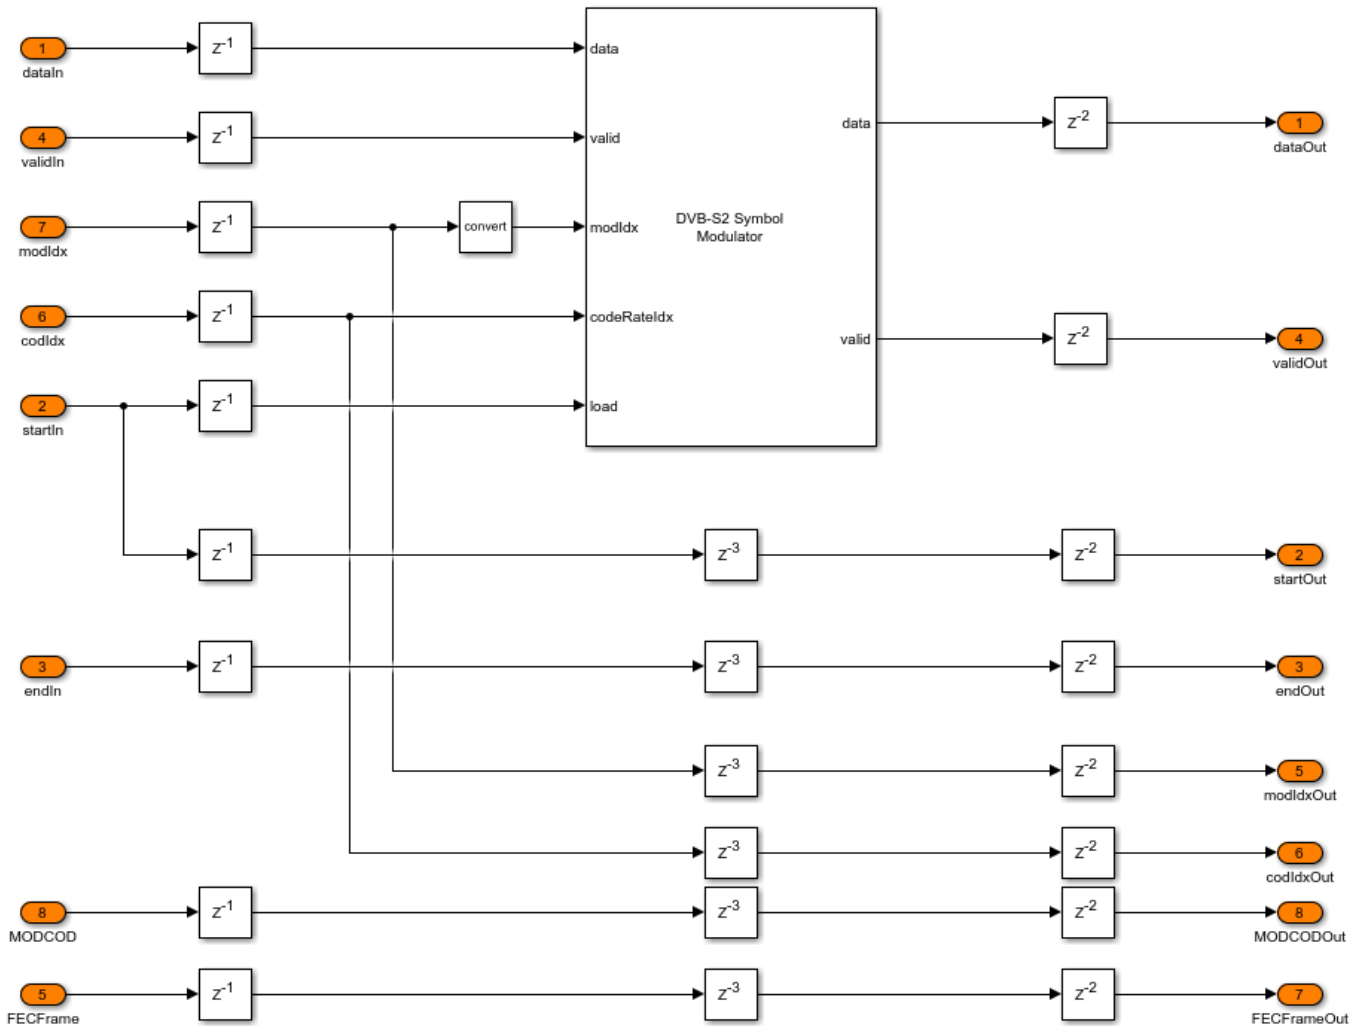 1
dataIn
z-1
data
4
validIn
z-1
valid
7
modIdx
z-1
convert
modIdx
6
codIdx
z-1
codeRateIdx
2
startIn
z-1
load
DVB-S2 Symbol
Modulator
data
z-2
1
dataOut
valid
z-2
4
validOut
z-1
z-3
z-2
2
startOut
3
endIn
z-1
z-3
z-2
3
endOut
z-3
z-2
5
modIdxOut
z-3
z-2
6
codIdxOut
8
MODCOD
z-1
z-3
z-2
8
MODCODOut
5
FECFrame
z-1
z-3
z-2
7
FECFrameOut